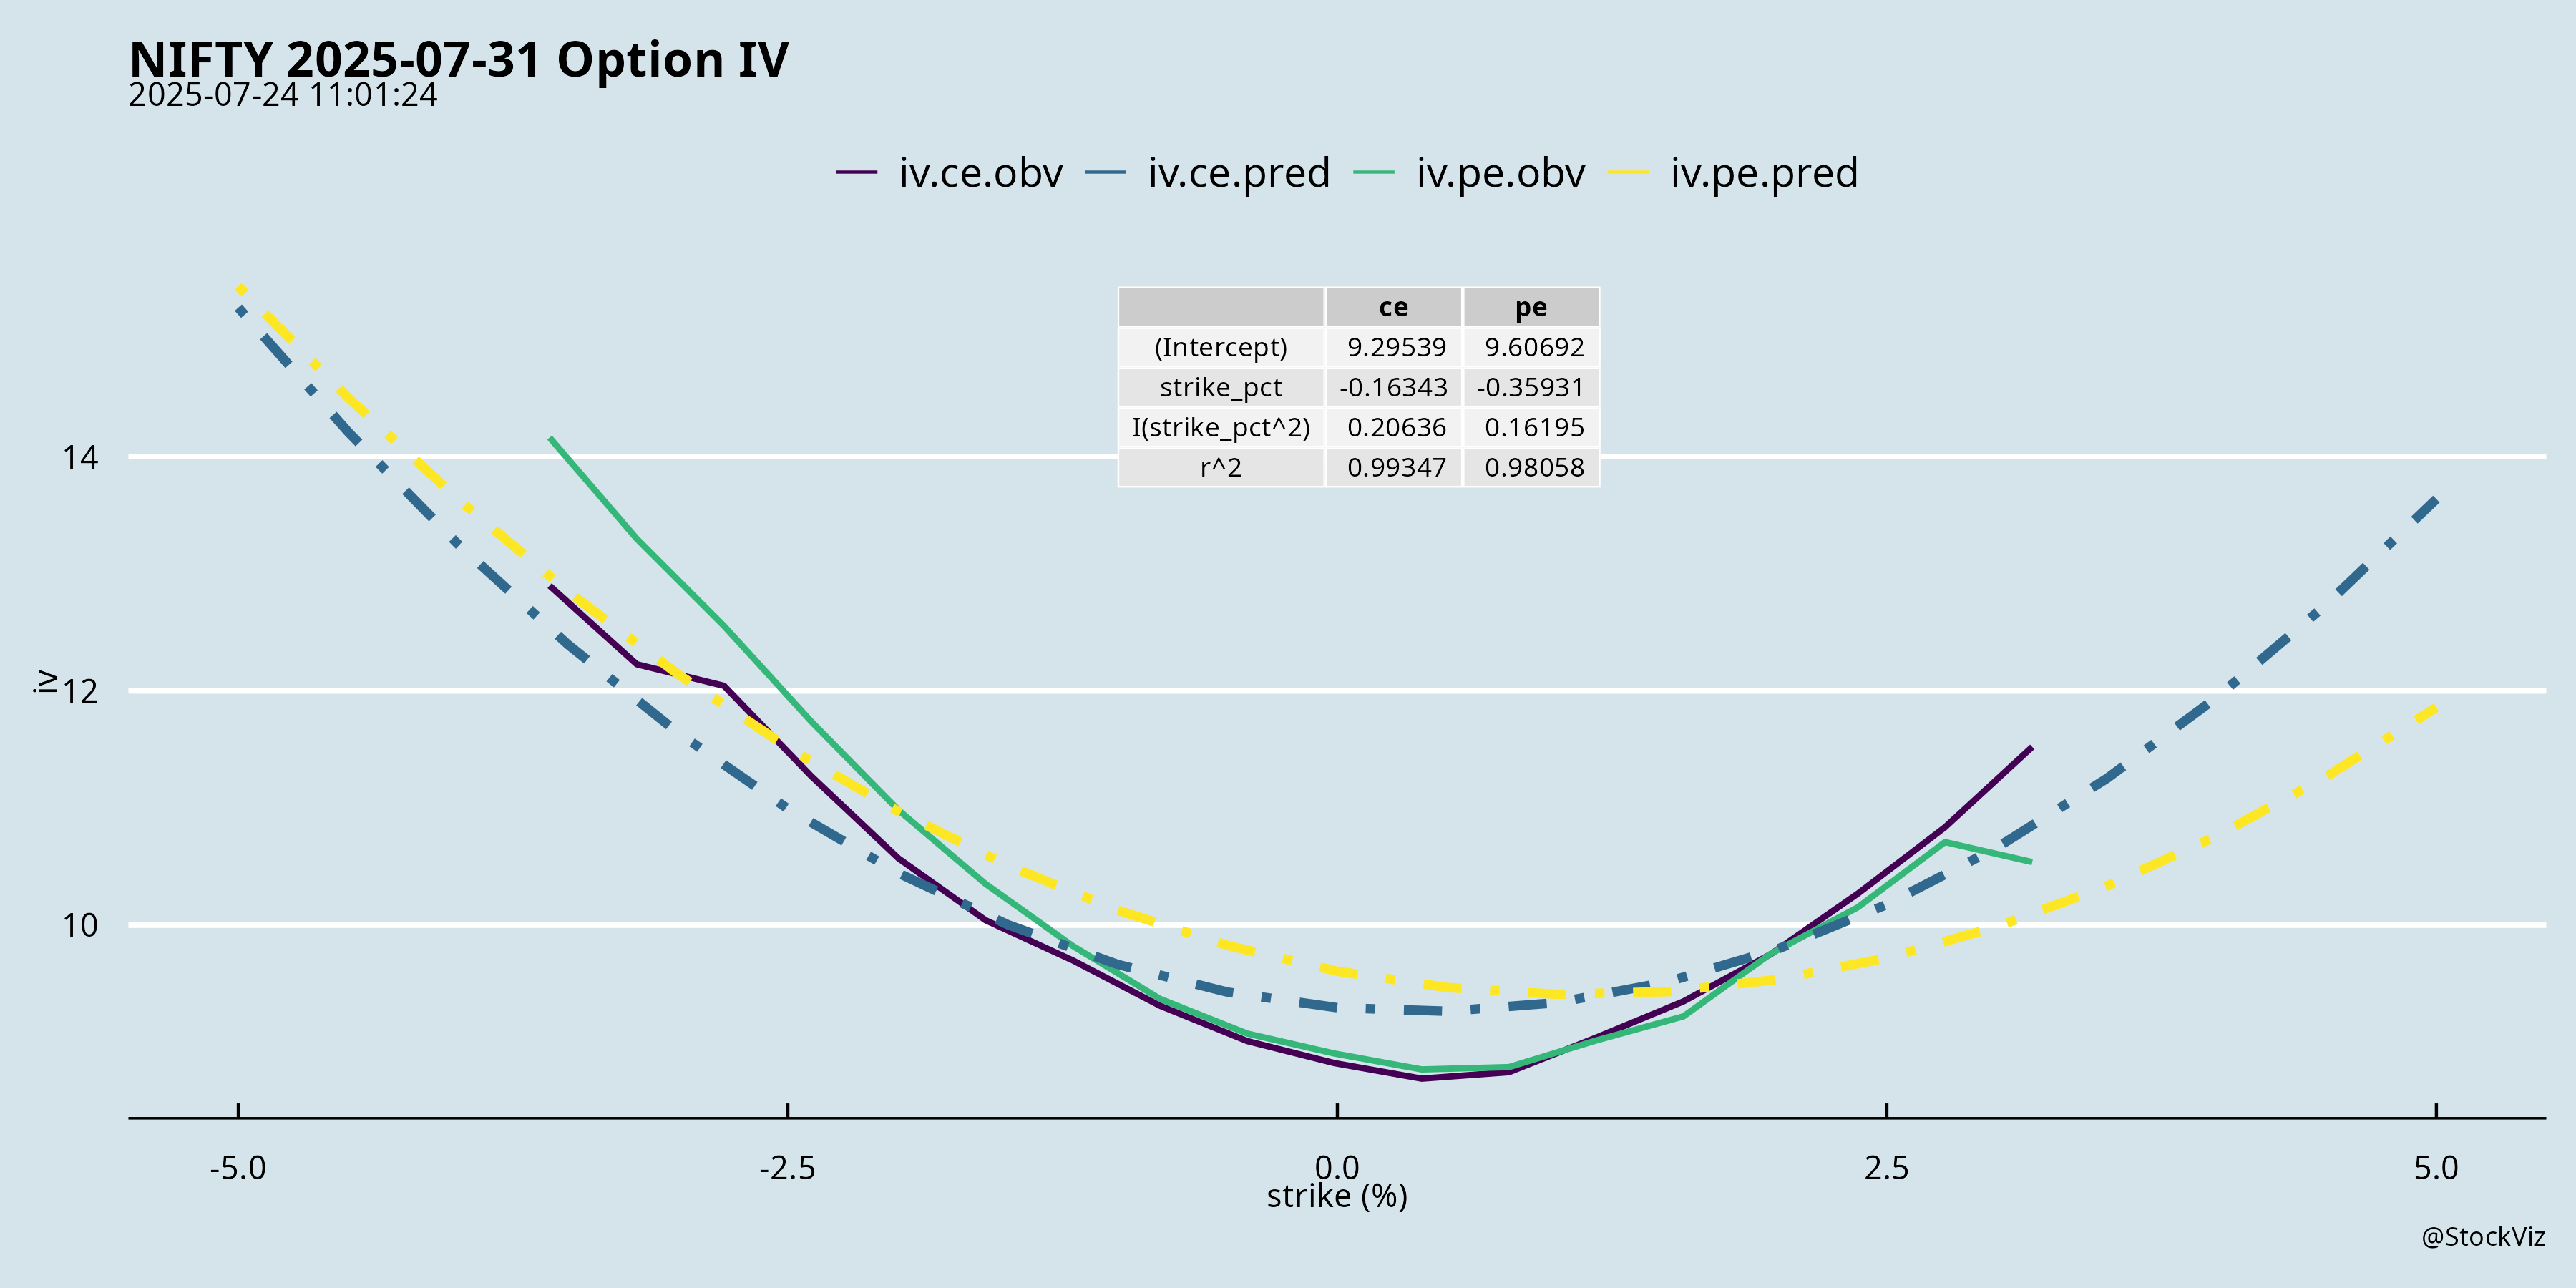 NIFTY 2025-07-31 Option IV
2025-07-24 11:01:24
iv.ce.obv iv.ce.pred iv.pe.obv iv.pe.pred
ce pe
(Intercept) 9.29539 9.60692
strike_pct -0.16343 -0.35931
I(strike_pct^2) 0.20636 0.16195
r^2 0.99347 0.98058
14
12
10
iv
-5.0 -2.5 0.0 2.5 5.0
strike (%)
@StockViz